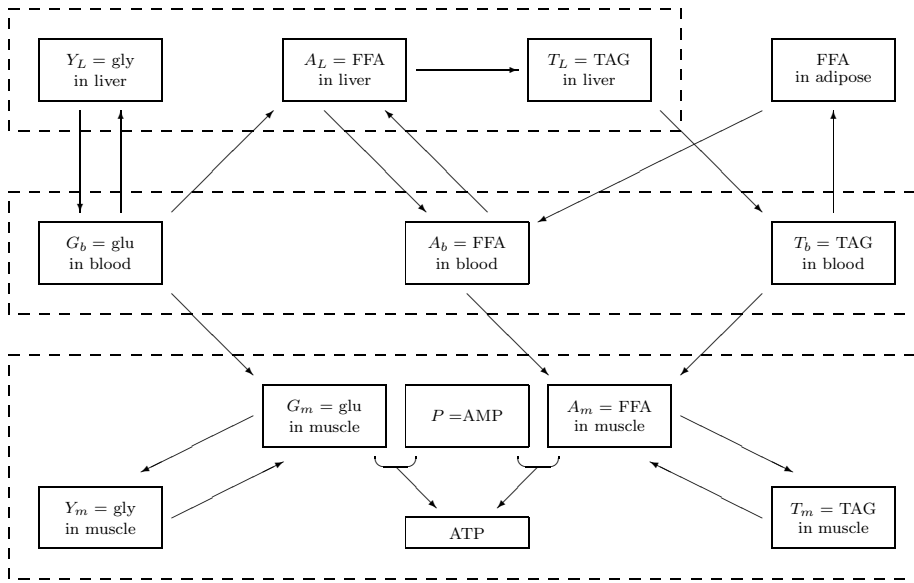 Y_L = gly
in liver
A_L = FFA
in liver
T_L = TAG
in liver
FFA
in adipose
G_b = glu
in blood
A_b = FFA
in blood
T_b = TAG
in blood
G_m = glu
in muscle
P =AMP
A_m = FFA
in muscle
Y_m = gly
in muscle
ATP
T_m = TAG
in muscle